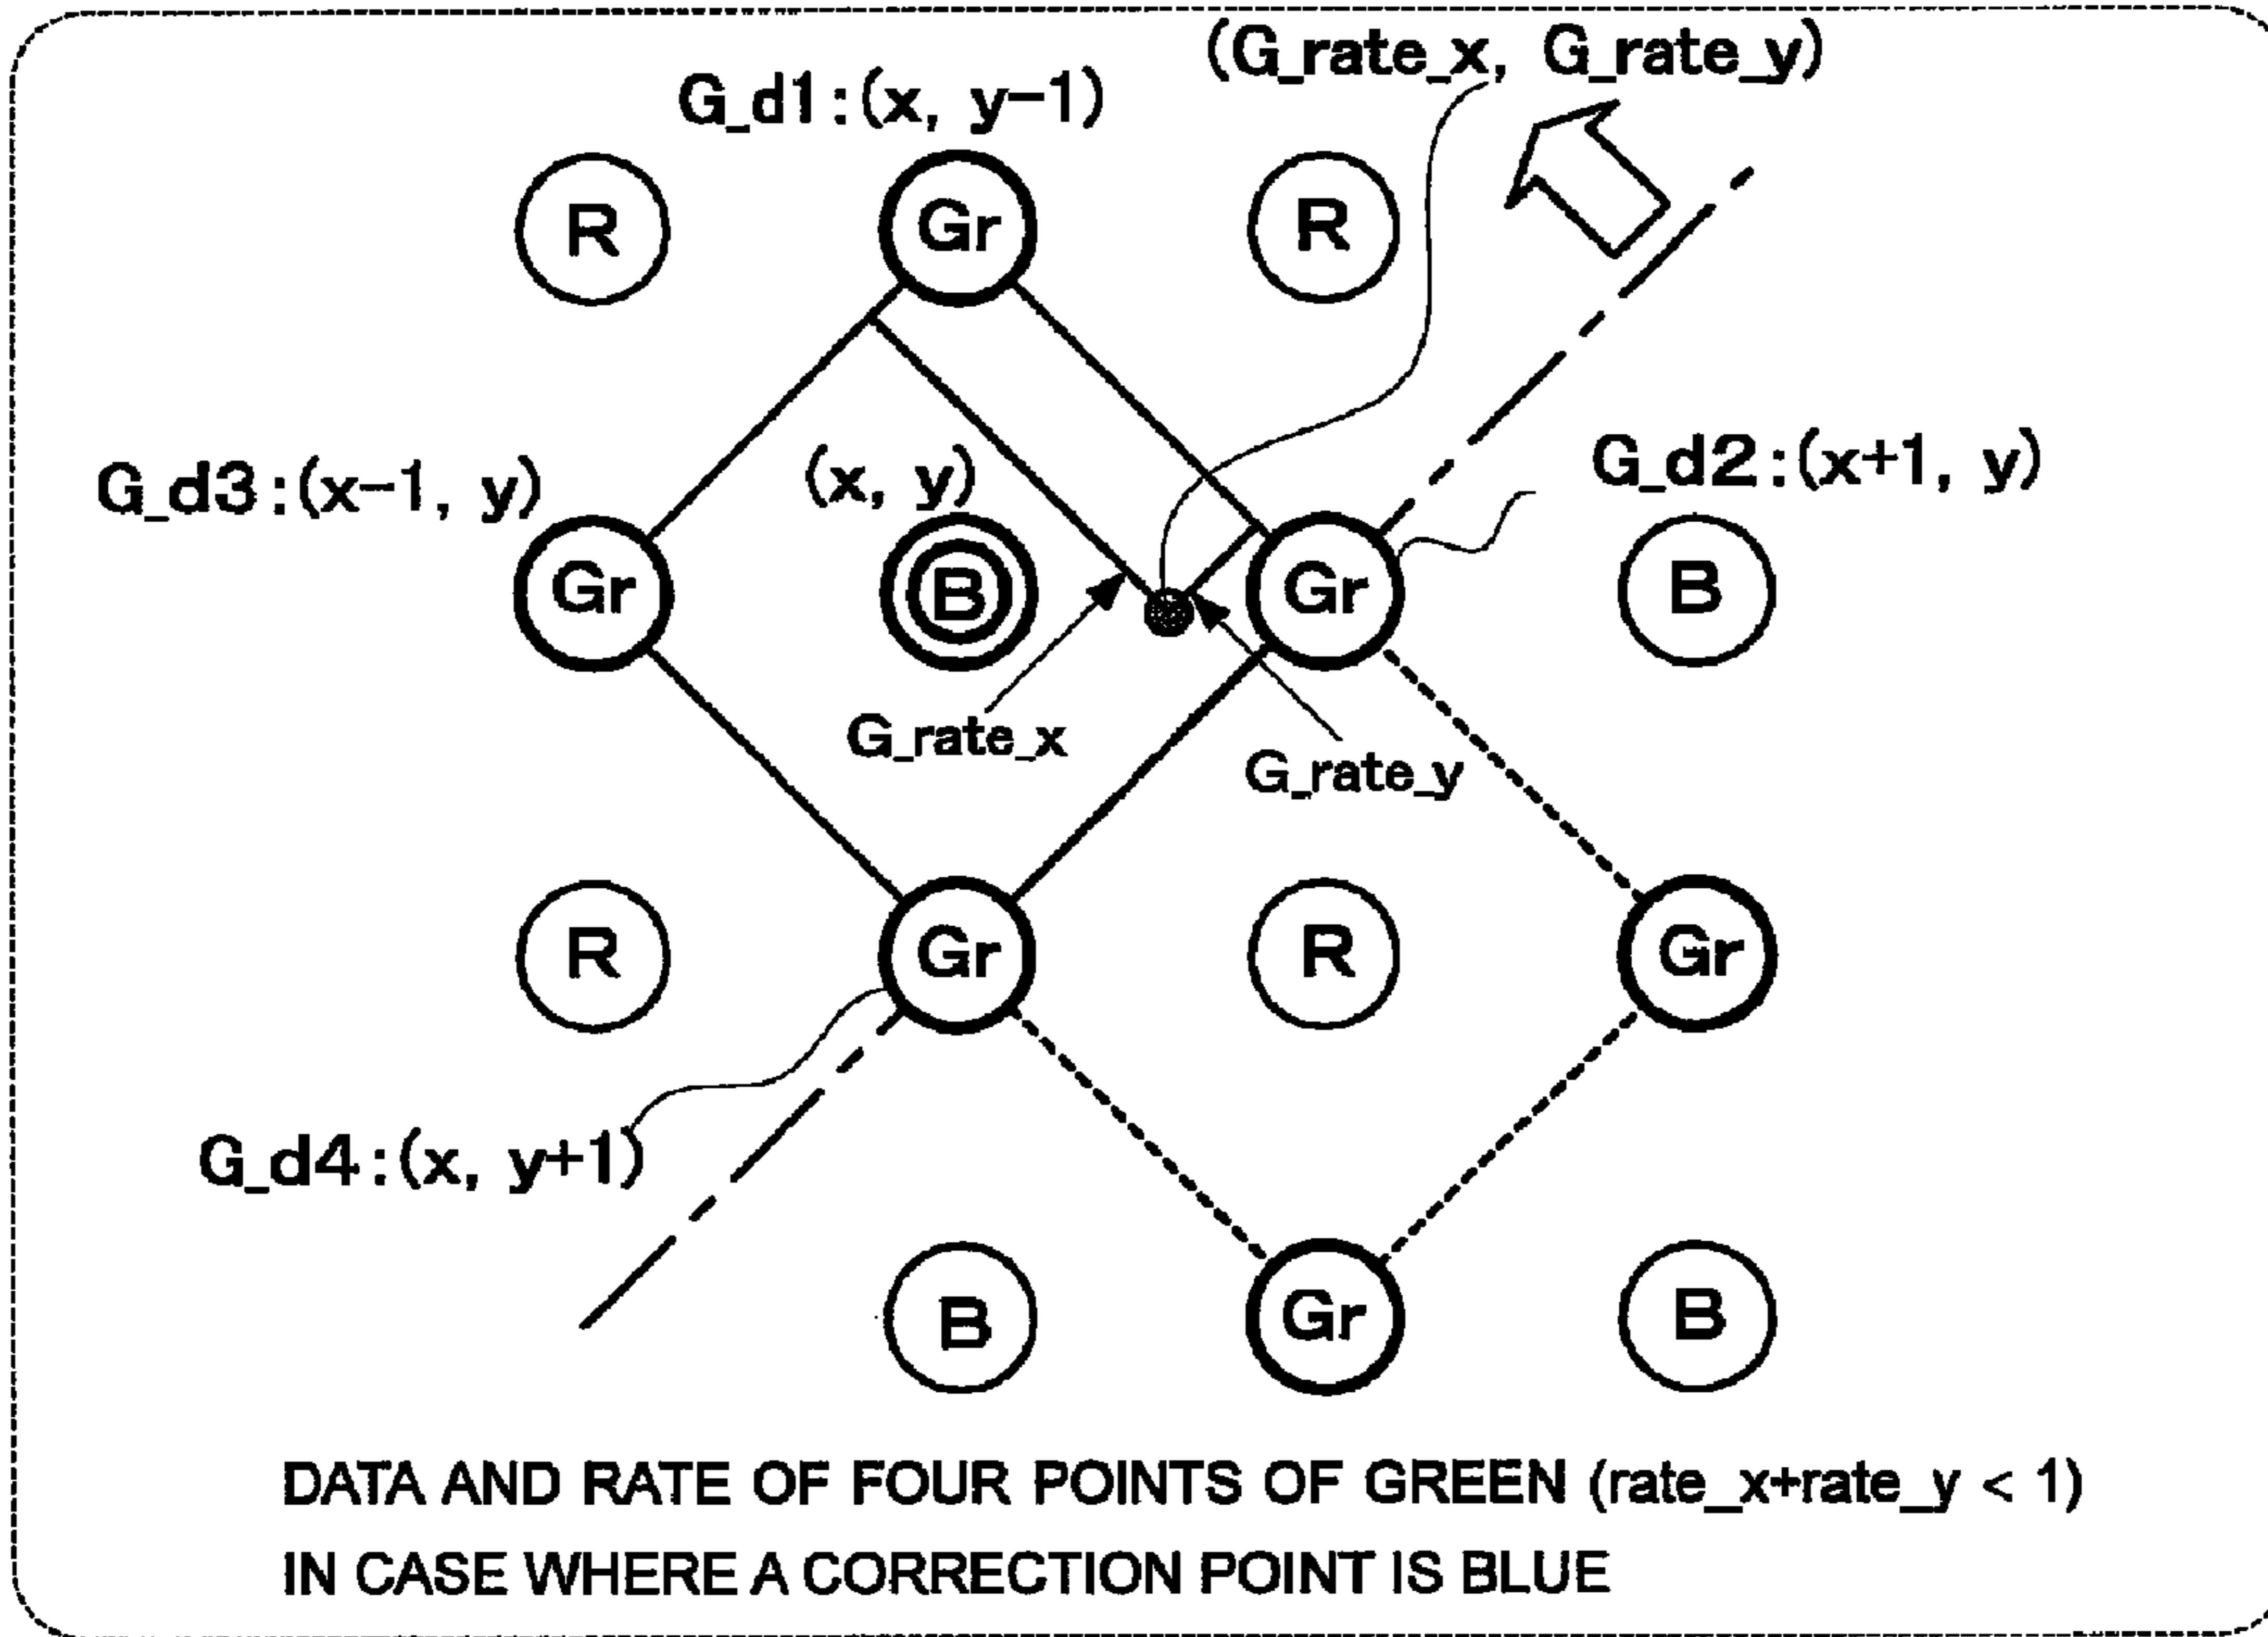 (G_rate_x, G_rate_y)
G_d1:(x, y−1)
R Gr R
G_d3:(x−1, y) (x, y) G_d2:(x+1, y)
Gr B Gr B
G_rate_x
G_rate_y
R Gr R Gr
G_d4:(x, y+1)
B Gr B
DATA AND RATE OF FOUR POINTS OF GREEN (rate_x+rate_y < 1)
IN CASE WHERE A CORRECTION POINT IS BLUE